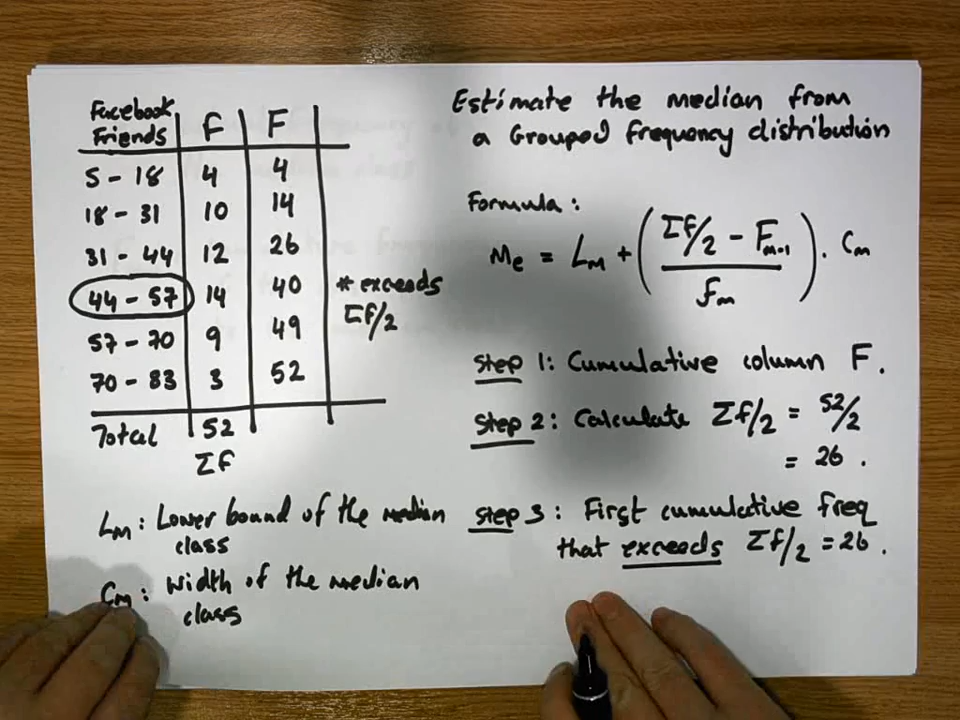 Facebook Friends | F | F
5 - 18 | 4 | 4
18 - 31 | 10 | 14
31 - 44 | 12 | 26
44 - 57 | 14 | 40 * exceeds Σf/2
57 - 70 | 9 | 49
70 - 83 | 3 | 52
Total | 52
Σf
LM : Lower bound of the median
class
CM : Width of the median
class
Estimate the median from
a Grouped frequency distribution
Formula :
Me = LM + ( (Σf/2 - Fm-1) / fm ) . Cm
Step 1: Cumulative column F.
Step 2: Calculate Σf/2 = 52/2
= 26 .
Step 3: First cumulative freq
that exceeds Σf/2 = 26 .